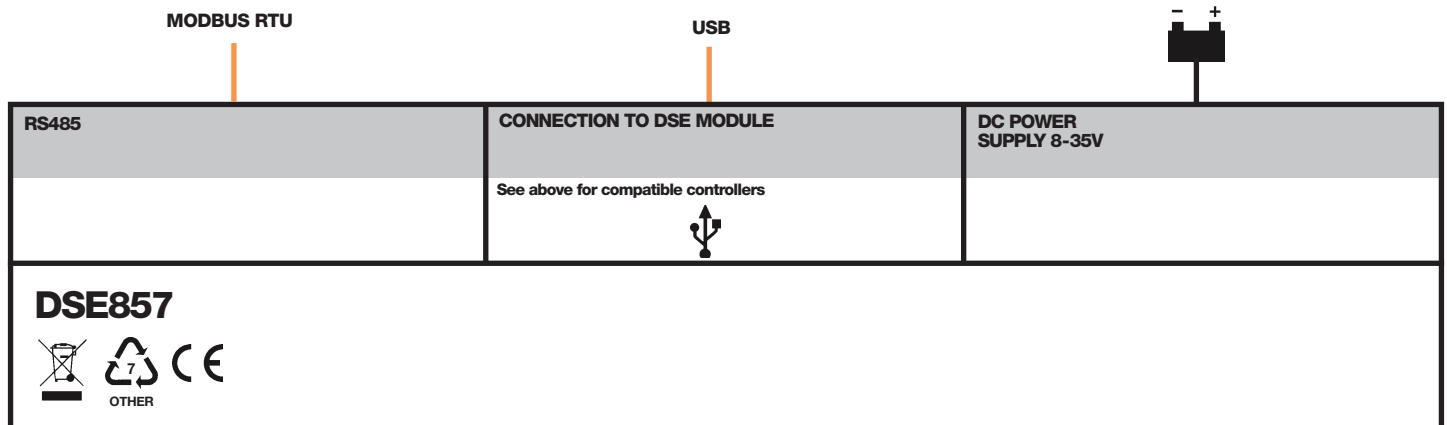 MODBUS RTU
USB
- +
RS485
CONNECTION TO DSE MODULE
DC POWER
SUPPLY 8-35V
See above for compatible controllers
DSE857
7
CE
OTHER